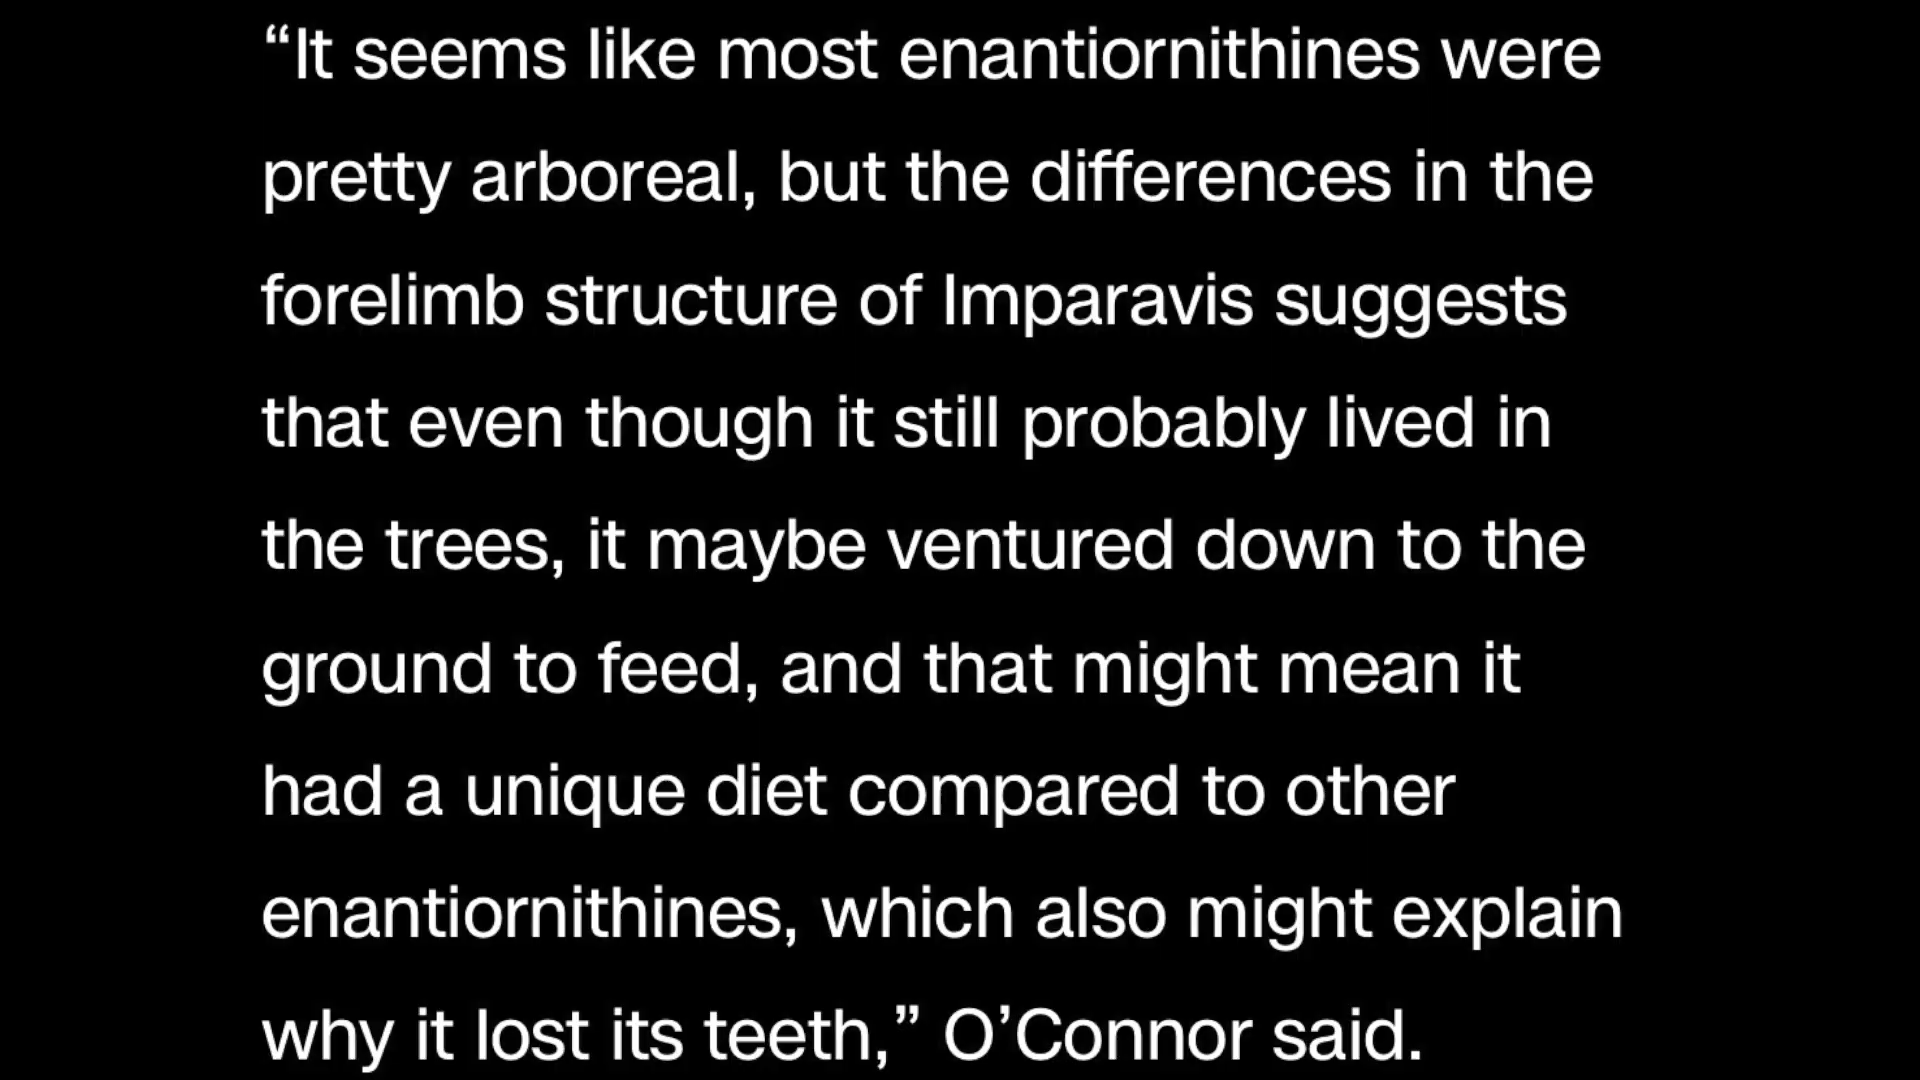 “It seems like most enantiornithines were
pretty arboreal, but the differences in the
forelimb structure of Imparavis suggests
that even though it still probably lived in
the trees, it maybe ventured down to the
ground to feed, and that might mean it
had a unique diet compared to other
enantiornithines, which also might explain
why it lost its teeth,” O’Connor said.